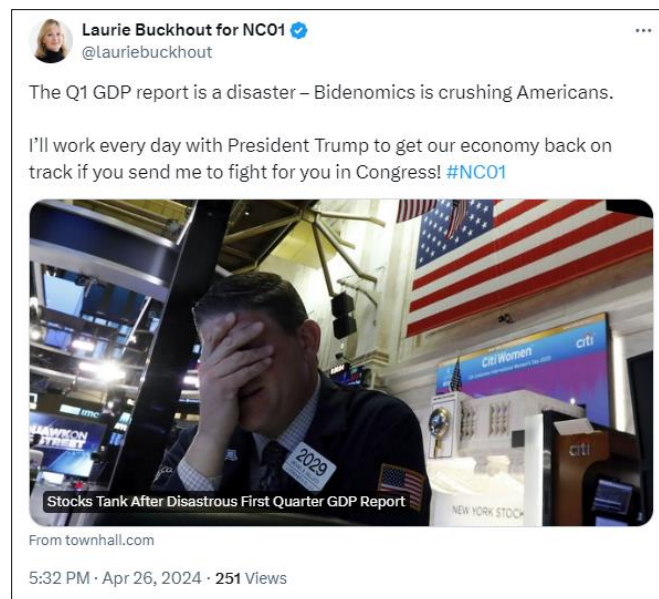 Laurie Buckhout for NC01
@lauriebuckhout
The Q1 GDP report is a disaster – Bidenomics is crushing Americans.
I'll work every day with President Trump to get our economy back on
track if you send me to fight for you in Congress! #NC01
citi
Citi Women
citi
imc
STREET
2029
NEW YORK STOCK
Stocks Tank After Disastrous First Quarter GDP Report
From townhall.com
5:32 PM · Apr 26, 2024 · 251 Views